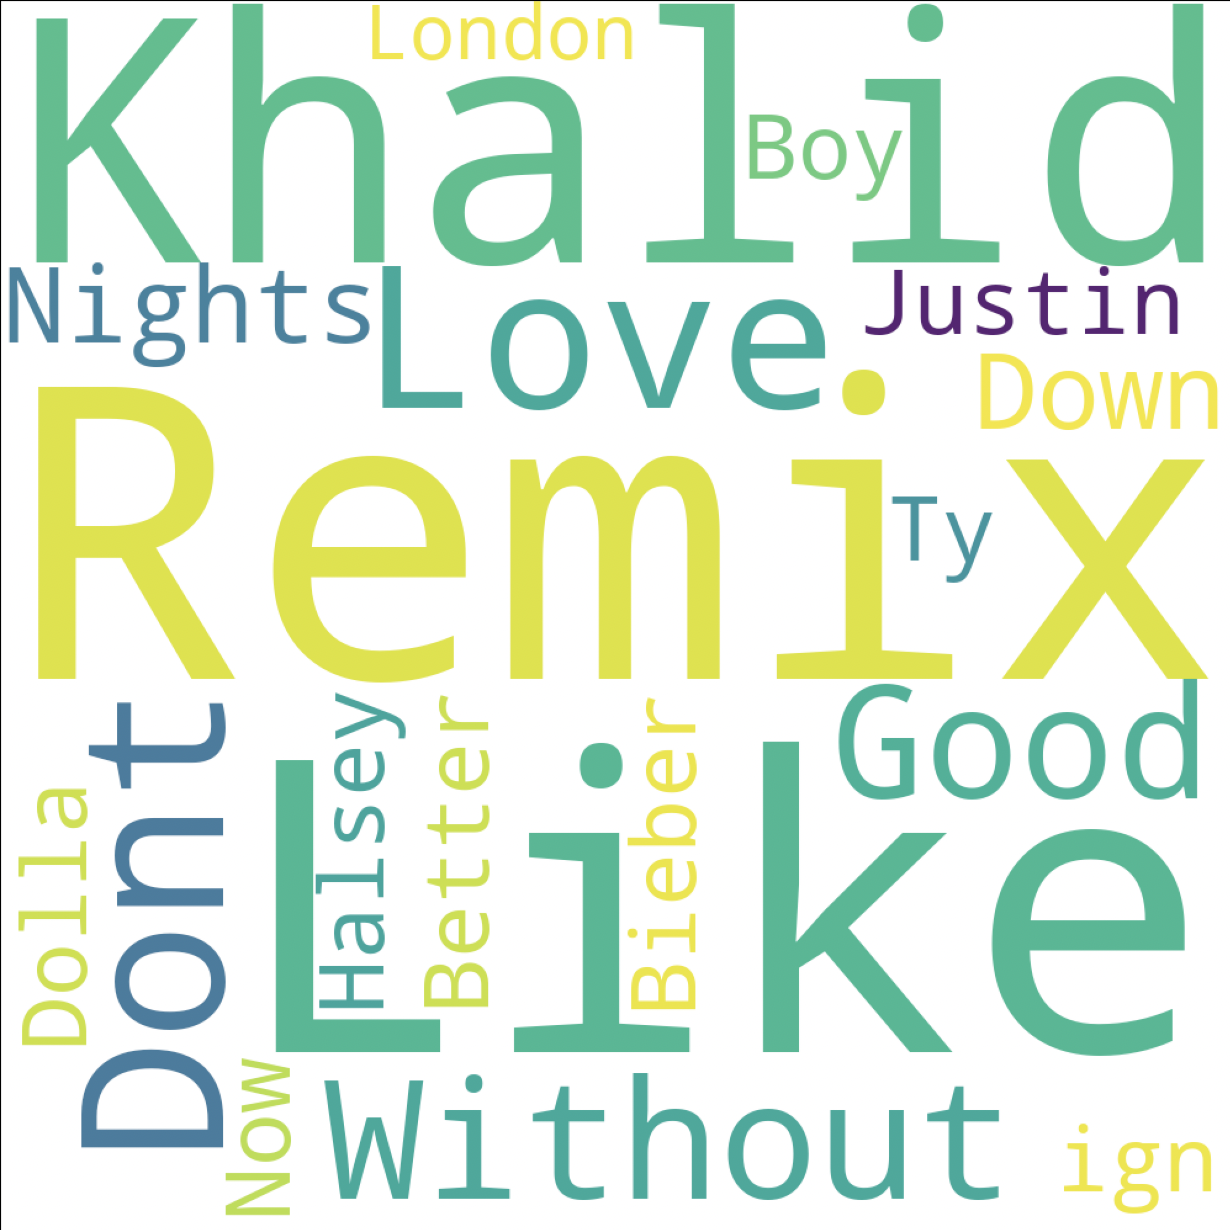 Khalid
London
Boy
Nights
Love
Justin
Down
Remix
Ty
Good
Dolla
Dont
Like
Halsey
Better
Bieber
Now
Without
ign